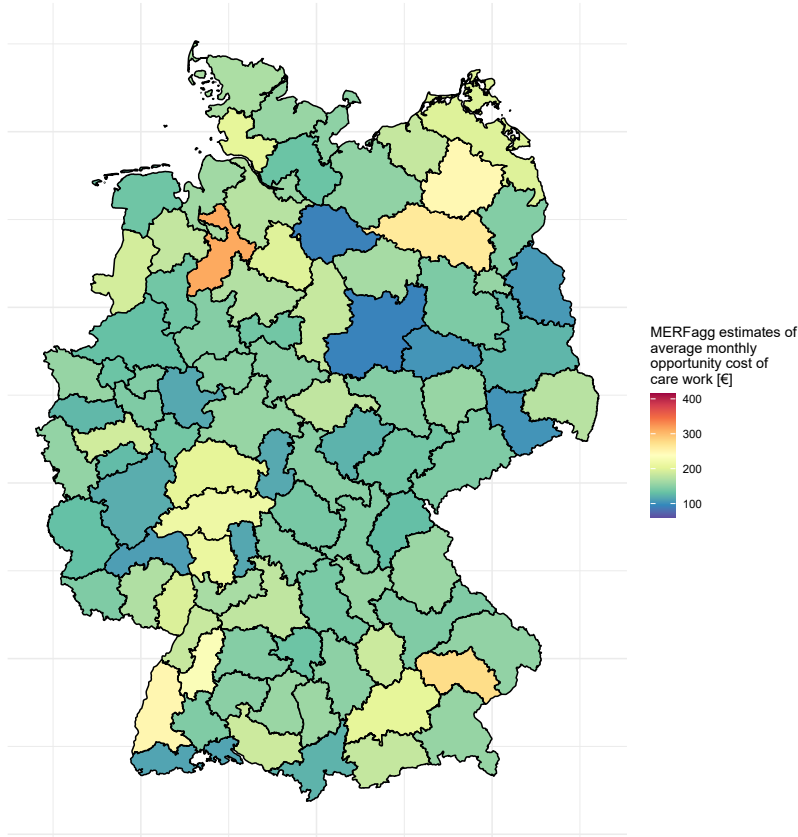 MERFagg estimates of
average monthly
opportunity cost of
care work [€]
400
300
200
100